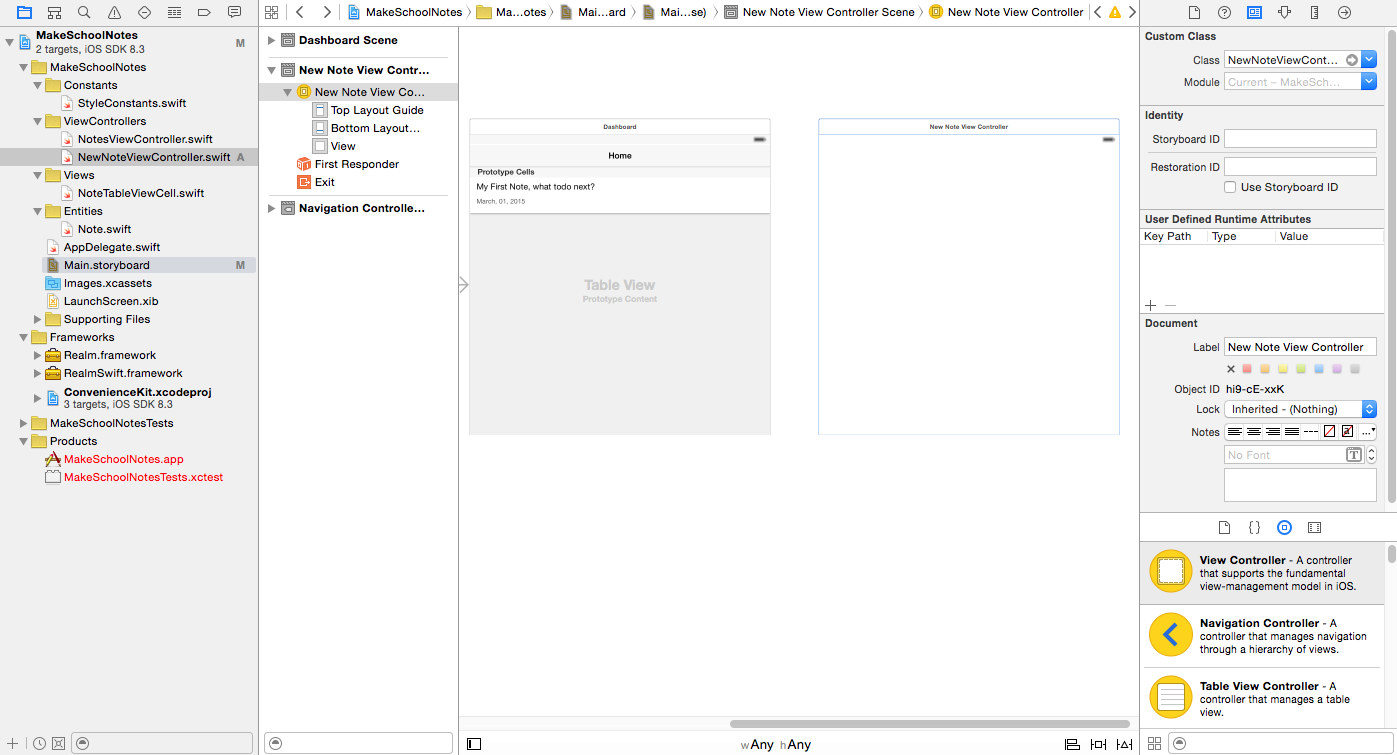 MakeSchoolNotes
2 targets, iOS SDK 8.3
M
MakeSchoolNotes
Constants
StyleConstants.swift
ViewControllers
NotesViewController.swift
NewNoteViewController.swift A
Views
NoteTableViewCell.swift
Entities
Note.swift
AppDelegate.swift
Main.storyboard M
Images.xcassets
LaunchScreen.xib
Supporting Files
Frameworks
Realm.framework
RealmSwift.framework
ConvenienceKit.xcodeproj
3 targets, iOS SDK 8.3
MakeSchoolNotesTests
Products
MakeSchoolNotes.app
MakeSchoolNotesTests.xctest
MakeSchoolNotes Ma...otes Mai...ard Mai...se) New Note View Controller Scene New Note View Controller
Dashboard Scene
New Note View Contr...
New Note View Co...
Top Layout Guide
Bottom Layout...
View
First Responder
Exit
Navigation Controlle...
Dashboard
Home
Prototype Cells
My First Note, what todo next?
March, 01, 2015
Table View
Prototype Content
New Note View Controller
wAny hAny
Custom Class
Class NewNoteViewCont...
Module Current – MakeSch...
Identity
Storyboard ID
Restoration ID
Use Storyboard ID
User Defined Runtime Attributes
Key Path Type Value
Document
Label New Note View Controller
Object ID hi9-cE-xxK
Lock Inherited - (Nothing)
Notes
No Font
View Controller - A controller
that supports the fundamental
view-management model in iOS.
Navigation Controller - A
controller that manages navigation
through a hierarchy of views.
Table View Controller - A
controller that manages a table
view.